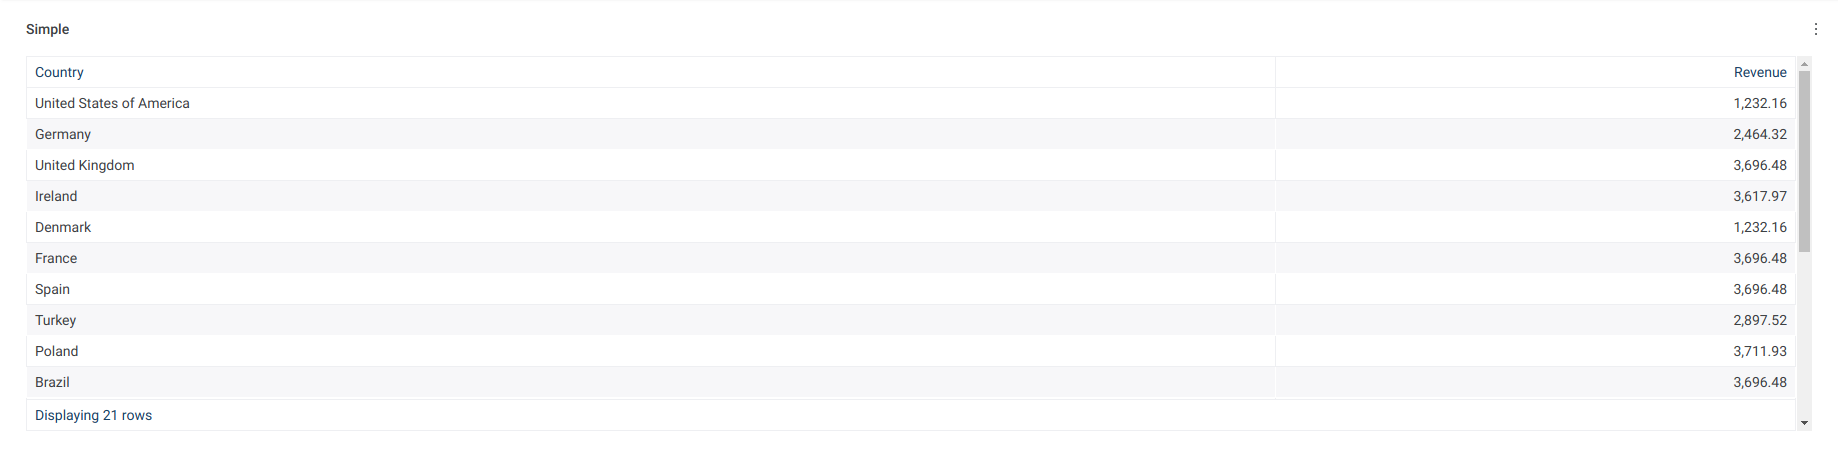 Simple
Country Revenue
United States of America 1,232.16
Germany 2,464.32
United Kingdom 3,696.48
Ireland 3,617.97
Denmark 1,232.16
France 3,696.48
Spain 3,696.48
Turkey 2,897.52
Poland 3,711.93
Brazil 3,696.48
Displaying 21 rows